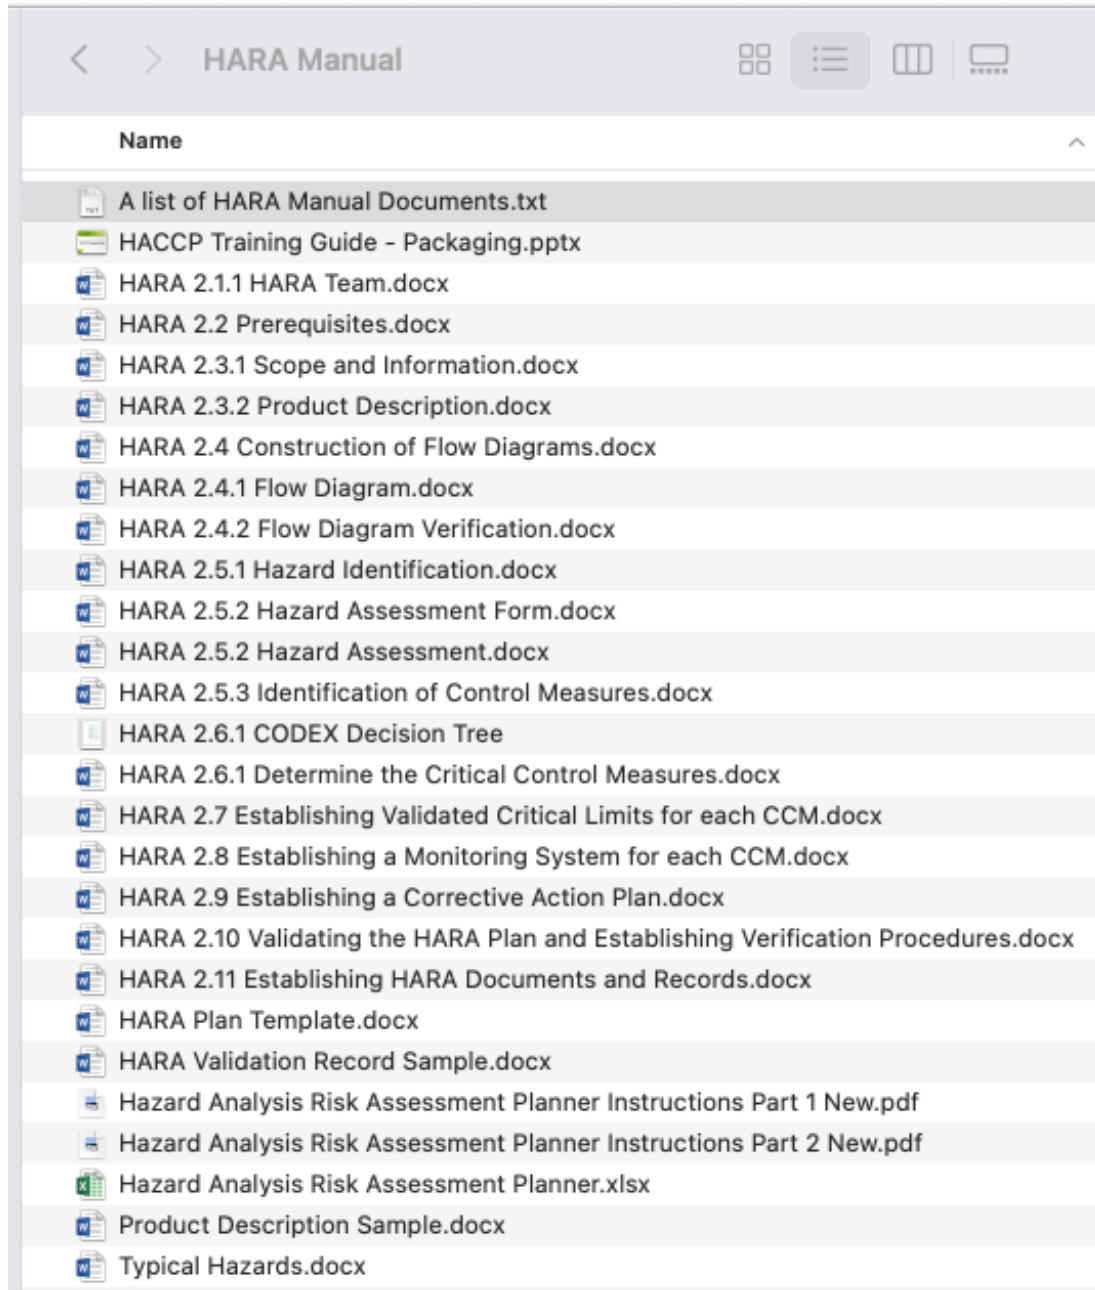 HARA Manual
Name
A list of HARA Manual Documents.txt
HACCP Training Guide - Packaging.pptx
HARA 2.1.1 HARA Team.docx
HARA 2.2 Prerequisites.docx
HARA 2.3.1 Scope and Information.docx
HARA 2.3.2 Product Description.docx
HARA 2.4 Construction of Flow Diagrams.docx
HARA 2.4.1 Flow Diagram.docx
HARA 2.4.2 Flow Diagram Verification.docx
HARA 2.5.1 Hazard Identification.docx
HARA 2.5.2 Hazard Assessment Form.docx
HARA 2.5.2 Hazard Assessment.docx
HARA 2.5.3 Identification of Control Measures.docx
HARA 2.6.1 CODEX Decision Tree
HARA 2.6.1 Determine the Critical Control Measures.docx
HARA 2.7 Establishing Validated Critical Limits for each CCM.docx
HARA 2.8 Establishing a Monitoring System for each CCM.docx
HARA 2.9 Establishing a Corrective Action Plan.docx
HARA 2.10 Validating the HARA Plan and Establishing Verification Procedures.docx
HARA 2.11 Establishing HARA Documents and Records.docx
HARA Plan Template.docx
HARA Validation Record Sample.docx
Hazard Analysis Risk Assessment Planner Instructions Part 1 New.pdf
Hazard Analysis Risk Assessment Planner Instructions Part 2 New.pdf
Hazard Analysis Risk Assessment Planner.xlsx
Product Description Sample.docx
Typical Hazards.docx